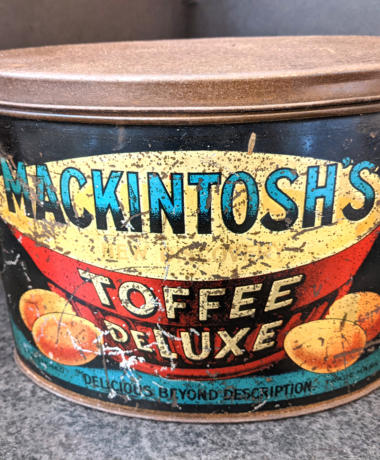 MACKINTOSH'S
TOFFEE
DELUXE
"DELICIOUS BEYOND DESCRIPTION.